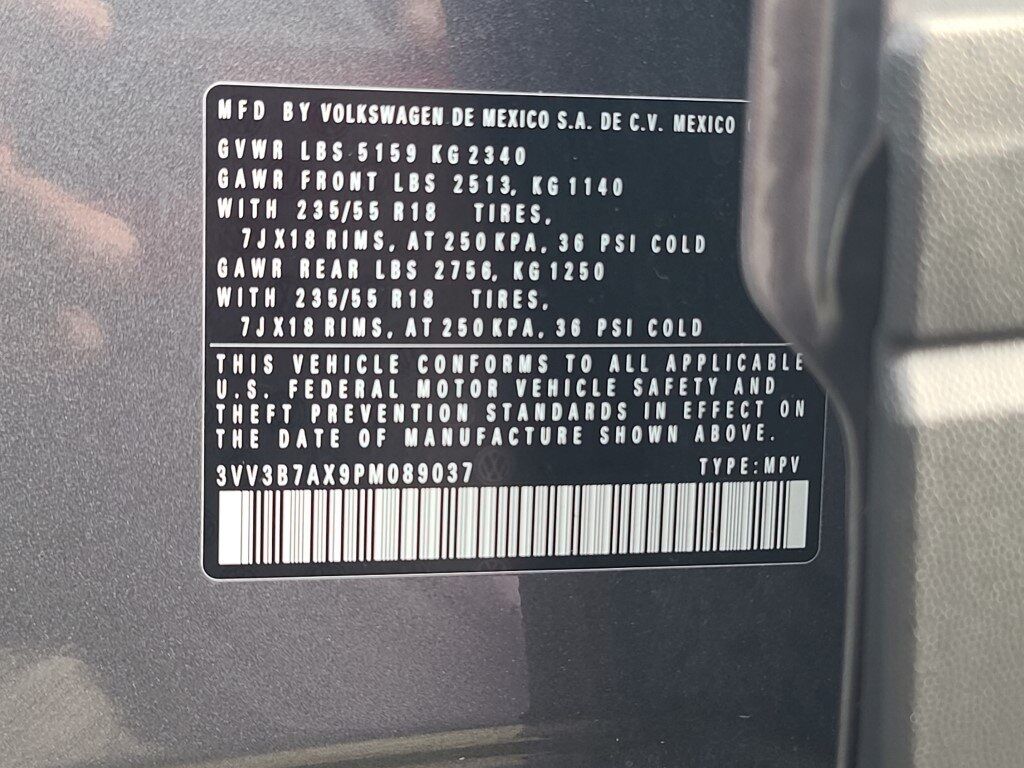 MFD BY VOLKSWAGEN DE MEXICO S.A. DE C.V. MEXICO
GVWR LBS 5159 KG 2340
GAWR FRONT LBS 2513, KG 1140
WITH 235/55 R18 TIRES,
7JX18 RIMS, AT 250 KPA, 36 PSI COLD
GAWR REAR LBS 2756, KG 1250
WITH 235/55 R18 TIRES,
7JX18 RIMS, AT 250 KPA, 36 PSI COLD
THIS VEHICLE CONFORMS TO ALL APPLICABLE
U.S. FEDERAL MOTOR VEHICLE SAFETY AND
THEFT PREVENTION STANDARDS IN EFFECT ON
THE DATE OF MANUFACTURE SHOWN ABOVE.
3VV3B7AX9PM089037 TYPE:MPV